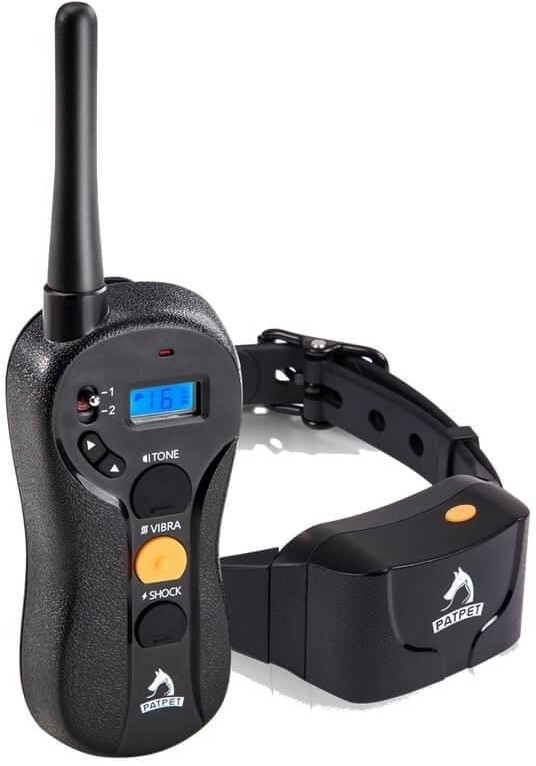 1
2
16
TONE
VIBRA
SHOCK
PATPET
PATPET